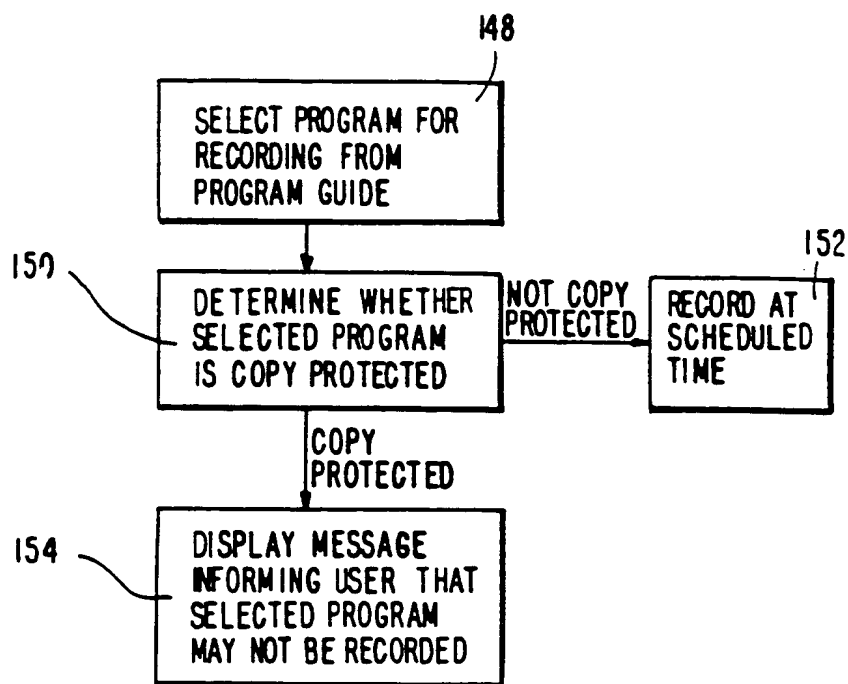 148
SELECT PROGRAM FOR
RECORDING FROM
PROGRAM GUIDE
150
DETERMINE WHETHER
SELECTED PROGRAM
IS COPY PROTECTED
NOT COPY
PROTECTED
152
RECORD AT
SCHEDULED
TIME
COPY
PROTECTED
154
DISPLAY MESSAGE
INFORMING USER THAT
SELECTED PROGRAM
MAY NOT BE RECORDED